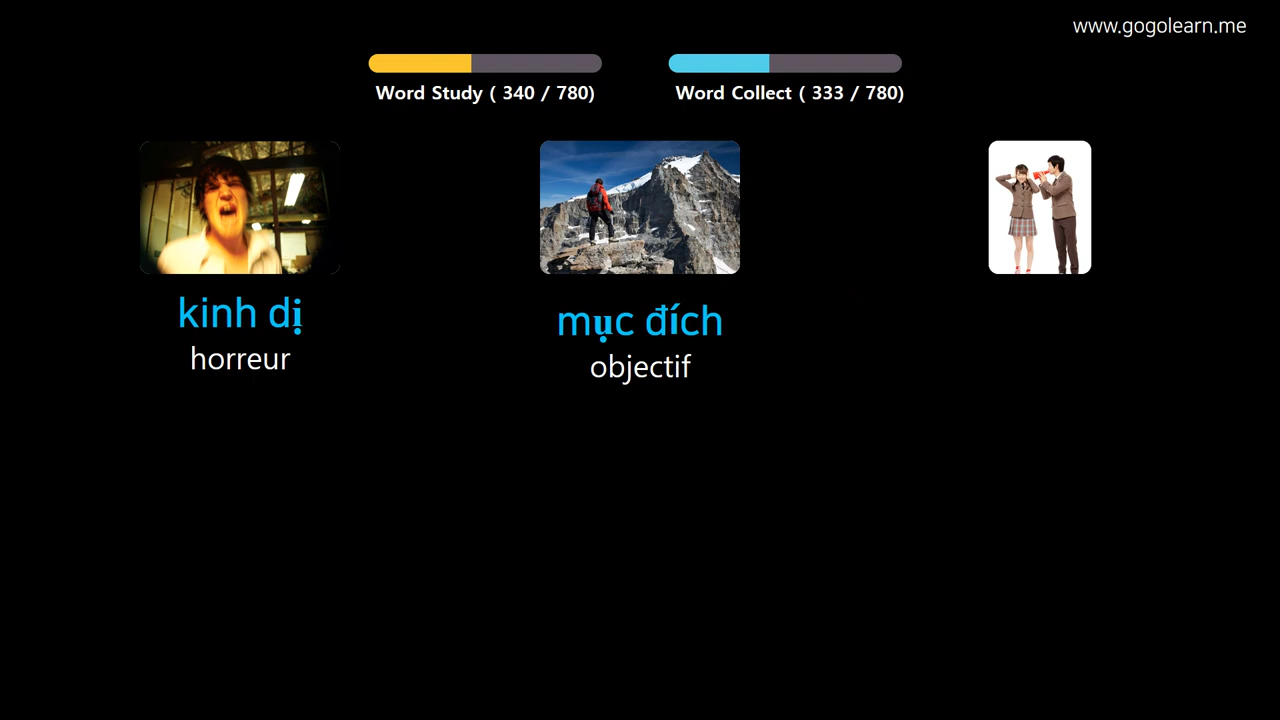 www.gogolearn.me
Word Study ( 340 / 780)
Word Collect ( 333 / 780)
kinh dị
horreur
mục đích
objectif